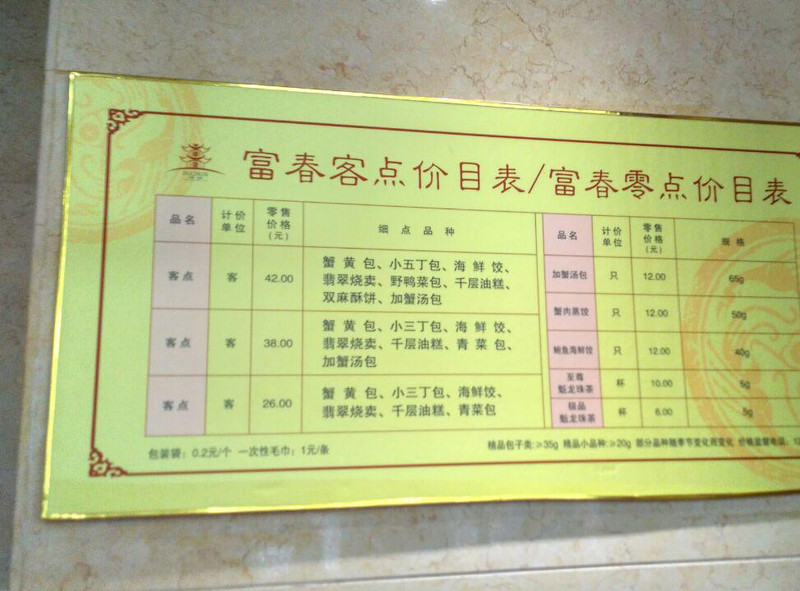 富春客点价目表/富春零点价目表
品名 计价单位 零售价格(元) 细点品种
客点 客 42.00 蟹黄包、小五丁包、海鲜饺、
翡翠烧卖、野鸭菜包、千层油糕、
双麻酥饼、加蟹汤包
客点 客 38.00 蟹黄包、小三丁包、海鲜饺、
翡翠烧卖、千层油糕、青菜包、
加蟹汤包
客点 客 26.00 蟹黄包、小三丁包、海鲜饺、
翡翠烧卖、千层油糕、青菜包
品名 计价单位 零售价格(元) 规格
加蟹汤包 只 12.00 65g
蟹肉蒸饺 只 12.00 50g
鲍鱼海鲜饺 只 12.00 40g
至尊
魁龙珠茶 杯 10.00 5g
极品
魁龙珠茶 杯 6.00 5g
包装袋：0.2元/个 一次性毛巾：1元/条
精品包子类:≥35g 精品小品种:≥20g 部分品种随季节变化而变化 价格监督电话：12